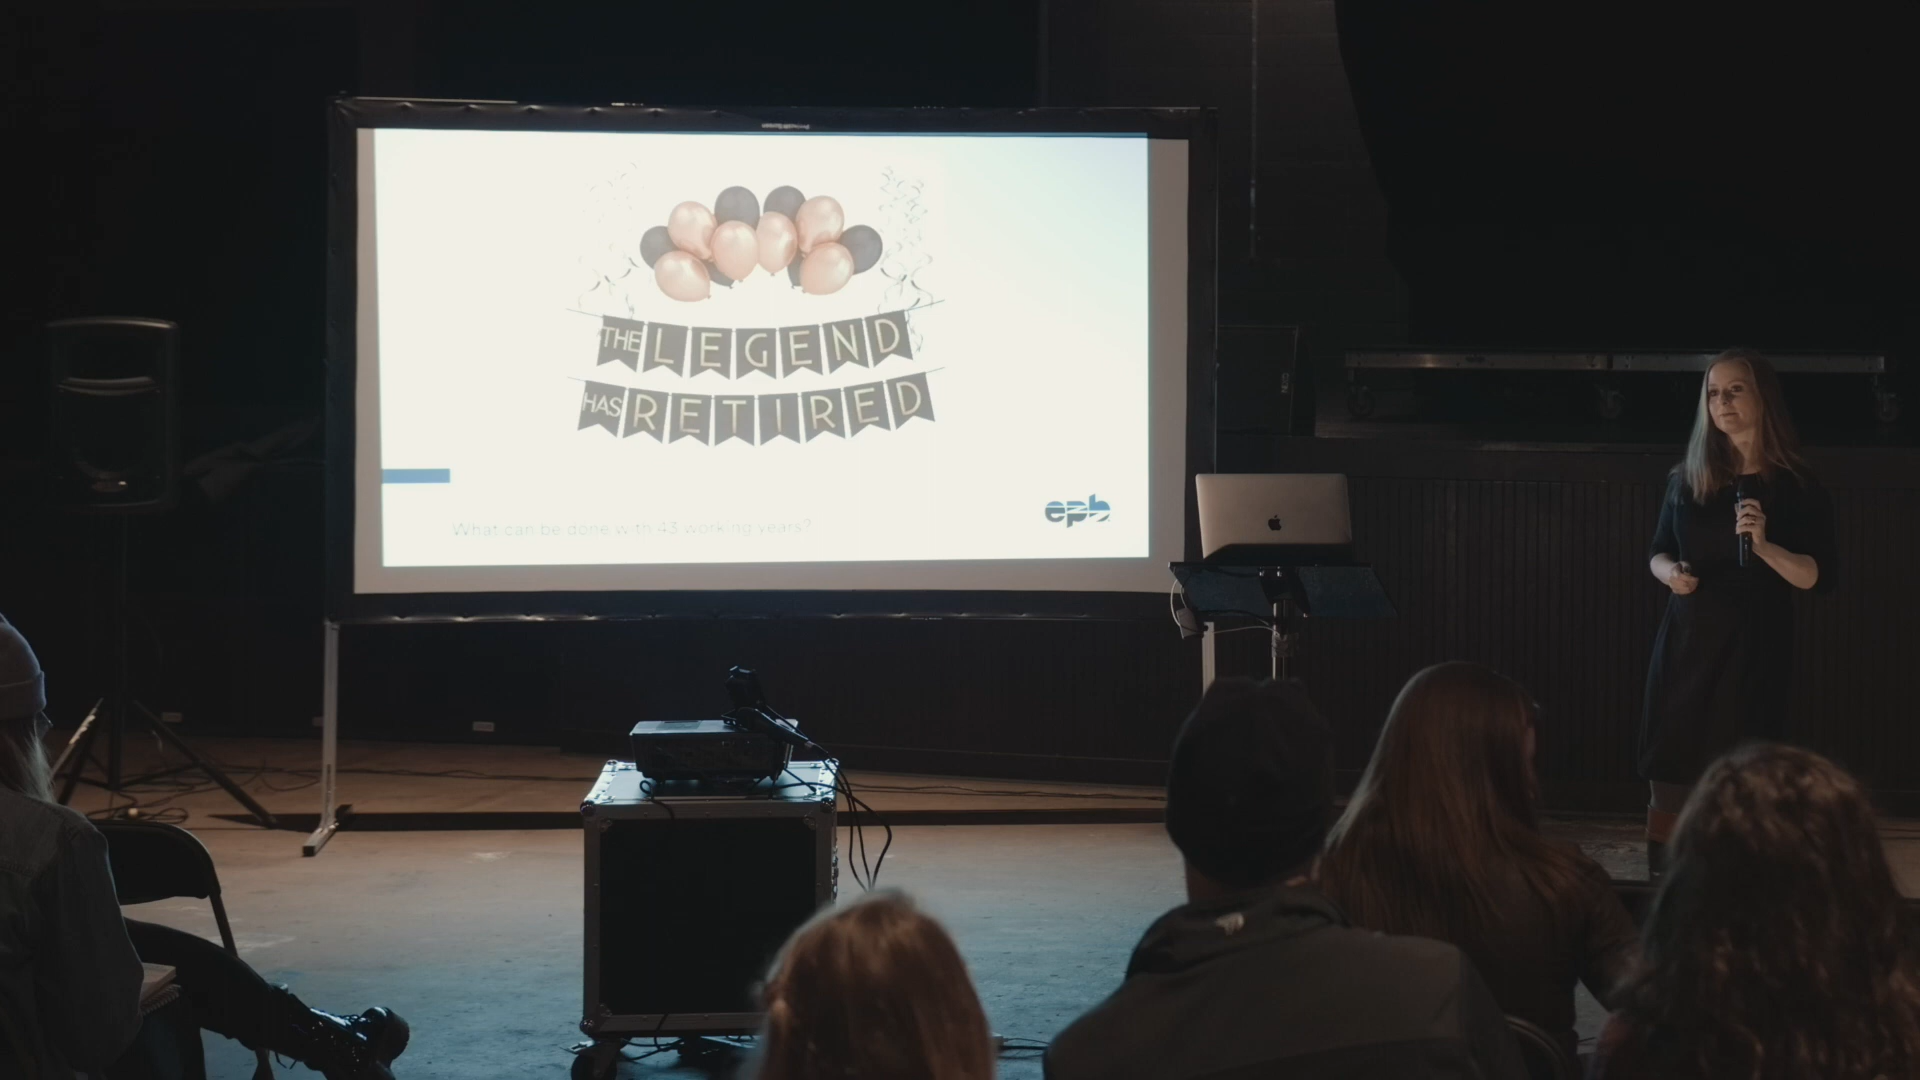 THE LEGEND
HAS RETIRED
epb
What can be done with 43 working years?